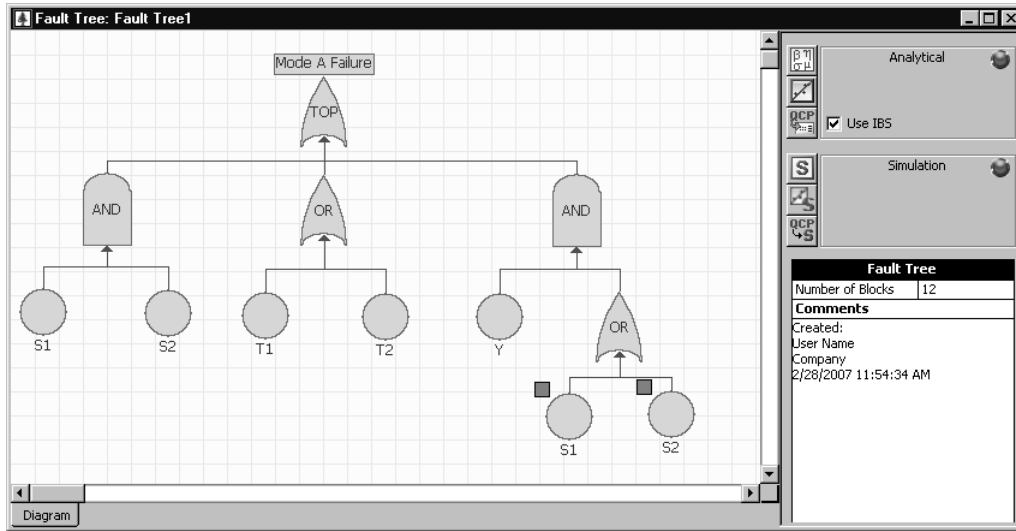 Fault Tree: Fault Tree1
Mode A Failure
TOP
AND
OR
AND
S1
S2
T1
T2
Y
OR
S1
S2
Diagram
β η
σ μ
Analytical
QCP
Use IBS
S
Simulation
S
QCP
S
Fault Tree
Number of Blocks 12
Comments
Created:
User Name
Company
2/28/2007 11:54:34 AM